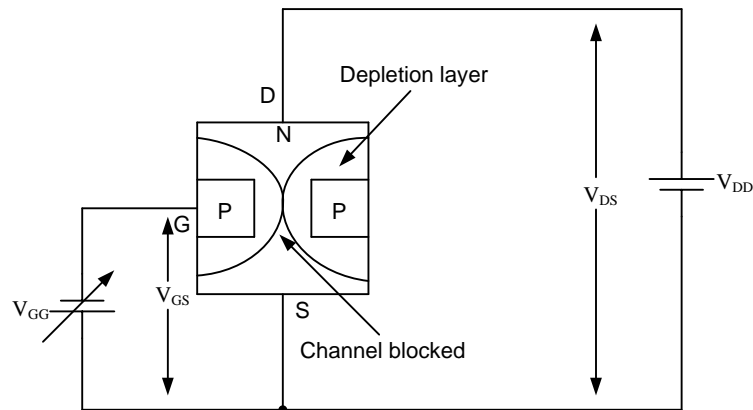 Depletion layer
D
N
P
P
G
V_DS
V_DD
V_GS
V_GG
S
Channel blocked